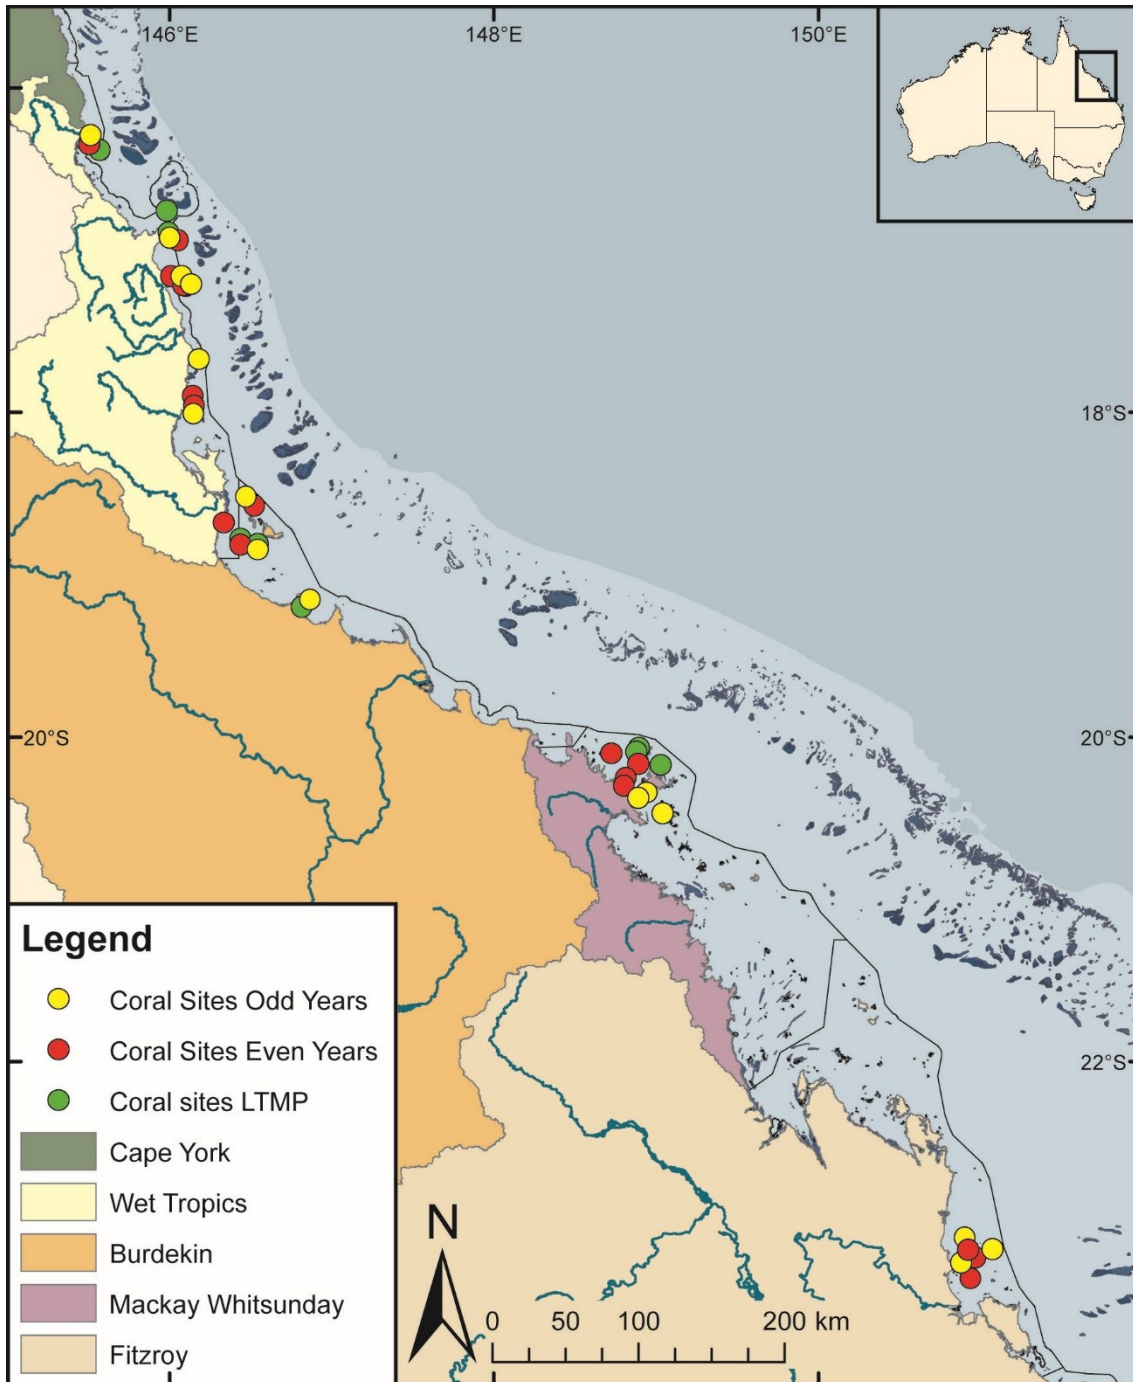 146°E
148°E
150°E
18°S
20°S
20°S
22°S
Legend
Coral Sites Odd Years
Coral Sites Even Years
Coral sites LTMP
Cape York
Wet Tropics
Burdekin
Mackay Whitsunday
Fitzroy
N
0 50 100 200 km